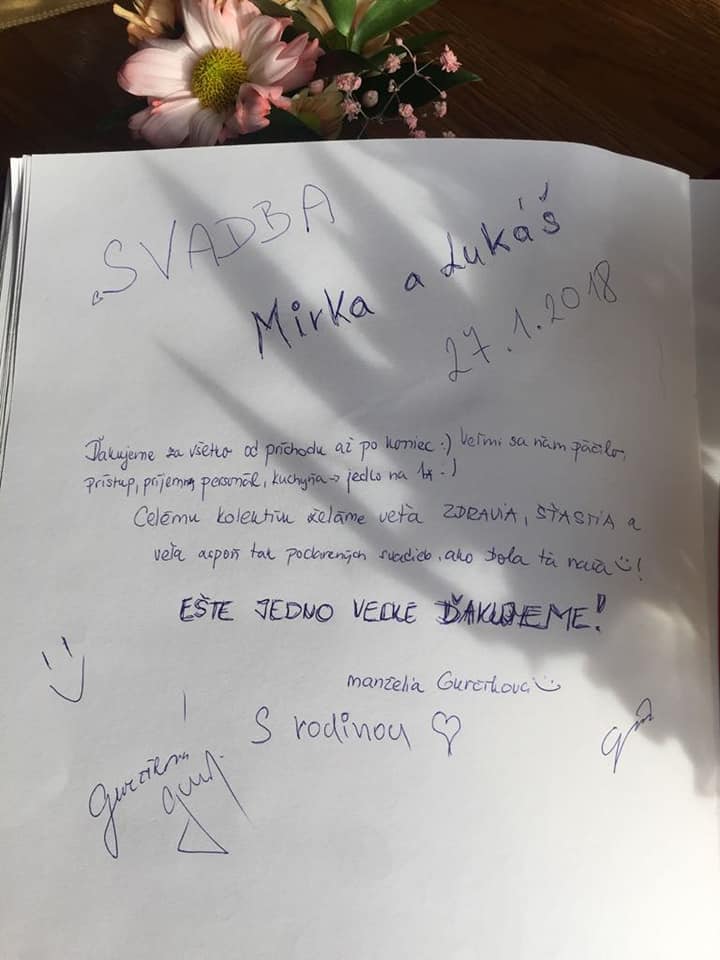 „SVADBA
Mirka a Lukáš
27.1.2018
Ďakujeme za všetko od príchodu až po koniec :) Veľmi sa nám páčilo,
prístup, príjemný personál, kuchyňa → jedlo na 1* :)
Celému kolektívu želáme veľa ZDRAVIA, ŠŤASTIA a
veľa aspoň tak podarených svadieb, ako bola tá naša !
EŠTE JEDNO VEĽKÉ ĎAKUJEME!
manželia
S rodinou